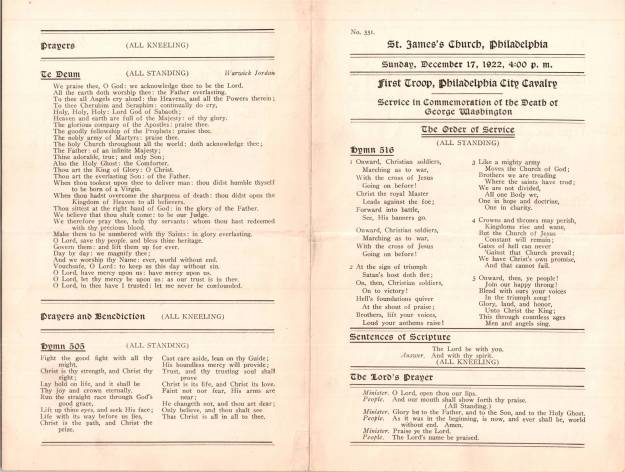 Prayers (ALL KNEELING)
Te Deum (ALL STANDING) Warwick Jordan
We praise thee, O God: we acknowledge thee to be the Lord.
All the earth doth worship thee: the Father everlasting.
To thee all Angels cry aloud: the Heavens, and all the Powers therein;
To thee Cherubim and Seraphim: continually do cry,
Holy, Holy, Holy: Lord God of Sabaoth;
Heaven and earth are full of the Majesty: of thy glory.
The glorious company of the Apostles: praise thee.
The goodly fellowship of the Prophets: praise thee.
The noble army of Martyrs: praise thee.
The holy Church throughout all the world: doth acknowledge thee;
The Father: of an infinite Majesty;
Thine adorable, true: and only Son;
Also the Holy Ghost: the Comforter.
Thou art the King of Glory: O Christ.
Thou art the everlasting Son: of the Father.
When thou tookest upon thee to deliver man: thou didst humble thyself
to be born of a Virgin.
When thou hadst overcome the sharpness of death: thou didst open the
Kingdom of Heaven to all believers.
Thou sittest at the right hand of God: in the glory of the Father.
We believe that thou shalt come: to be our Judge.
We therefore pray thee, help thy servants: whom thou hast redeemed
with thy precious blood.
Make them to be numbered with thy Saints: in glory everlasting.
O Lord, save thy people, and bless thine heritage.
Govern them: and lift them up for ever.
Day by day: we magnify thee;
And we worship thy Name: ever, world without end.
Vouchsafe, O Lord: to keep us this day without sin.
O Lord, have mercy upon us: have mercy upon us.
O Lord, let thy mercy be upon us: as our trust is in thee.
O Lord, in thee have I trusted: let me never be confounded.
Prayers and Benediction (ALL KNEELING)
Hymn 505 (ALL STANDING)
Fight the good fight with all thy
might,
Christ is thy strength, and Christ thy
right;
Lay hold on life, and it shall be
Thy joy and crown eternally.
Run the straight race through God's
good grace,
Lift up thine eyes, and seek His face;
Life with its way before us lies,
Christ is the path, and Christ the
prize.
Cast care aside, lean on thy Guide;
His boundless mercy will provide;
Trust, and thy trusting soul shall
prove
Christ is its life, and Christ its love.
Faint not nor fear, His arms are
near;
He changeth not, and thou art dear;
Only believe, and thou shalt see
That Christ is all in all to thee.
No. 351.
St. James's Church, Philadelphia
Sunday, December 17, 1922, 4:00 p. m.
First Troop, Philadelphia City Cavalry
Service in Commemoration of the Death of
George Washington
The Order of Service
(ALL STANDING)
Hymn 516
1 Onward, Christian soldiers,
Marching as to war,
With the cross of Jesus
Going on before!
Christ the royal Master
Leads against the foe;
Forward into battle,
See, His banners go.
Onward, Christian soldiers,
Marching as to war,
With the cross of Jesus
Going on before!
2 At the sign of triumph
Satan's host doth flee;
On, then, Christian soldiers,
On to victory!
Hell's foundations quiver
At the shout of praise;
Brothers, lift your voices,
Loud your anthems raise!
3 Like a mighty army
Moves the Church of God;
Brothers we are treading
Where the saints have trod;
We are not divided,
All one Body we,
One in hope and doctrine,
One in charity.
4 Crowns and thrones may perish,
Kingdoms rise and wane,
But the Church of Jesus
Constant will remain;
Gates of hell can never
'Gainst that Church prevail;
We have Christ's own promise,
And that cannot fail.
5 Onward, then, ye people!
Join our happy throng!
Blend with ours your voices
In the triumph song!
Glory, laud, and honor,
Unto Christ the King;
This through countless ages
Men and angels sing.
Sentences of Scripture
The Lord be with you.
Answer. And with thy spirit.
(ALL KNEELING)
The Lord's Prayer
Minister. O Lord, open thou our lips.
People. And our mouth shall show forth thy praise.
(All Standing.)
Minister. Glory be to the Father, and to the Son, and to the Holy Ghost.
People. As it was in the beginning, is now, and ever shall be, world
without end. Amen.
Minister. Praise ye the Lord.
People. The Lord's name be praised.